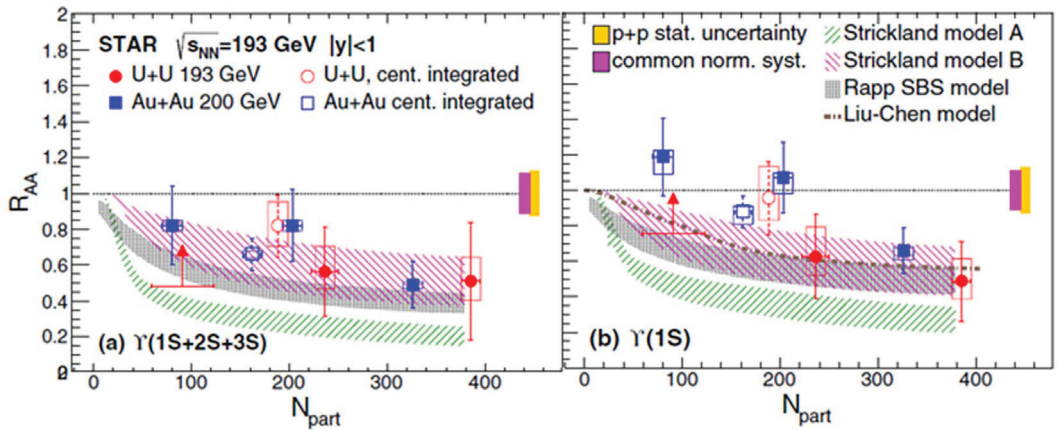 STAR √sNN=193 GeV |y|<1
U+U 193 GeV
U+U, cent. integrated
Au+Au 200 GeV
Au+Au cent. integrated
(a) ϒ(1S+2S+3S)
RAA
2
1.8
1.6
1.4
1.2
1
0.8
0.6
0.4
0.2
0
0 100 200 300 400
Npart
p+p stat. uncertainty
common norm. syst.
Strickland model A
Strickland model B
Rapp SBS model
Liu-Chen model
(b) ϒ(1S)
0 100 200 300 400
Npart